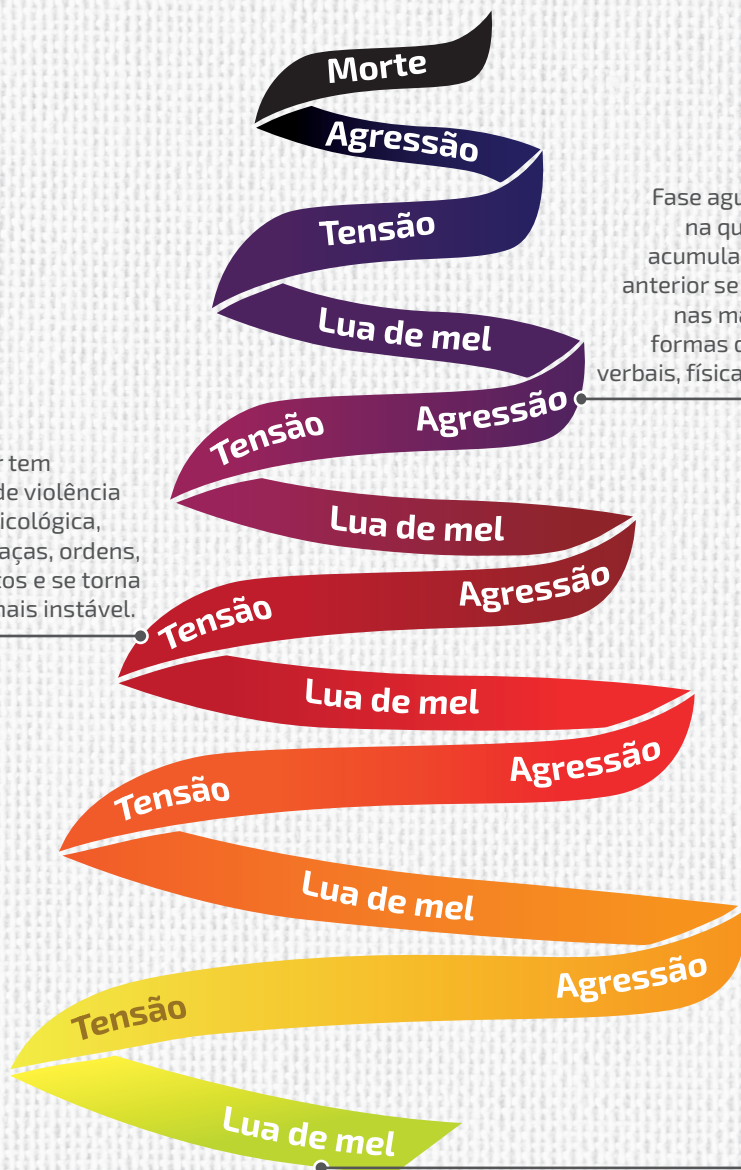 Morte
Agressão
Tensão
Lua de mel
Tensão Agressão
Lua de mel
Tensão Agressão
Lua de mel
Tensão Agressão
Lua de mel
Tensão Agressão
Lua de mel
Fase
na
anterior se
nas
formas
verbais,
tem
de violência
ordens,
e se torna
instável.